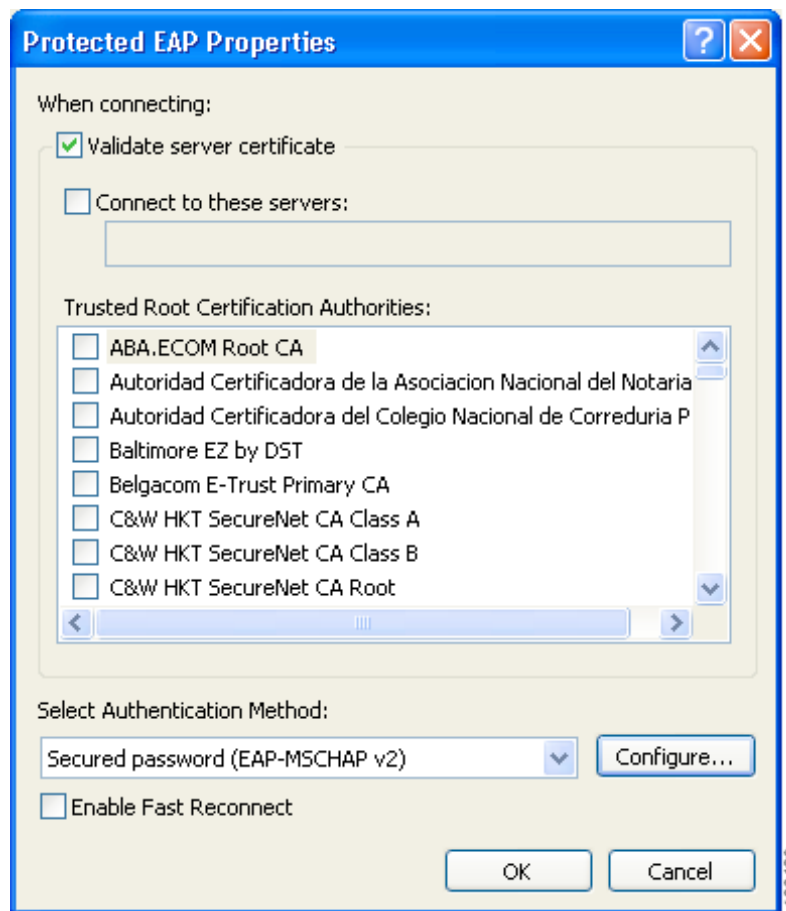 Protected EAP Properties
When connecting:
Validate server certificate
Connect to these servers:
Trusted Root Certification Authorities:
ABA.ECOM Root CA
Autoridad Certificadora de la Asociacion Nacional del Notaria
Autoridad Certificadora del Colegio Nacional de Correduria P
Baltimore EZ by DST
Belgacom E-Trust Primary CA
C&W HKT SecureNet CA Class A
C&W HKT SecureNet CA Class B
C&W HKT SecureNet CA Root
Select Authentication Method:
Secured password (EAP-MSCHAP v2) Configure...
Enable Fast Reconnect
OK Cancel